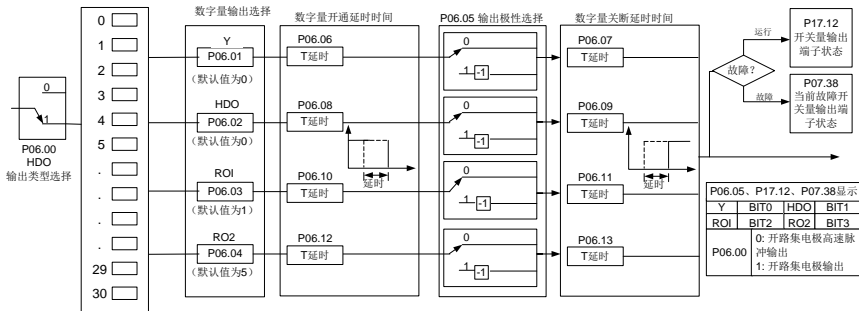 0
1
P06.00
HDO
输出类型选择
0
1
2
3
4
5
.
.
.
.
29
30
数字量输出选择
Y
P06.01
（默认值为0）
HDO
P06.02
（默认值为0）
ROI
P06.03
（默认值为1）
RO2
P06.04
（默认值为5）
数字量开通延时时间
P06.06
T延时
P06.08
T延时
延时
P06.10
T延时
P06.12
T延时
P06.05 输出极性选择
0
1 -1
0
1 -1
0
1 -1
0
1 -1
数字量关断延时时间
P06.07
T延时
P06.09
T延时
延时
P06.11
T延时
P06.13
T延时
故障?
运行
故障
P17.12
开关量输出
端子状态
P07.38
当前故障开
关量输出端
子状态
P06.05、P17.12、P07.38显示
Y BIT0 HDO BIT1
ROI BIT2 RO2 BIT3
P06.00
0: 开路集电极高速脉
冲输出
1: 开路集电极输出